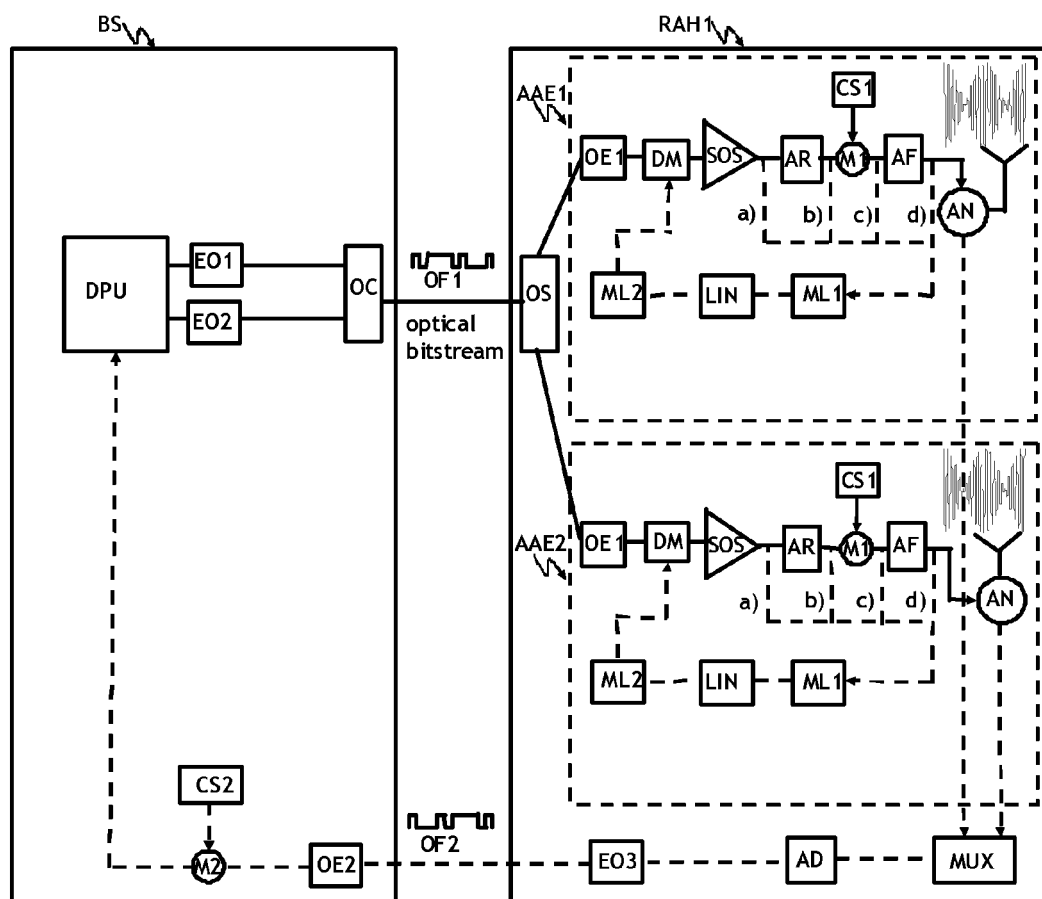 BS
RAH1
AAE1
CS1
OE1
DM
SOS
AR
M1
AF
a)
b)
c)
d)
AN
DPU
EO1
EO2
OC
OF1
optical
bitstream
OS
ML2
LIN
ML1
AAE2
CS1
OE1
DM
SOS
AR
M1
AF
a)
b)
c)
d)
AN
ML2
LIN
ML1
CS2
M2
OE2
OF2
EO3
AD
MUX